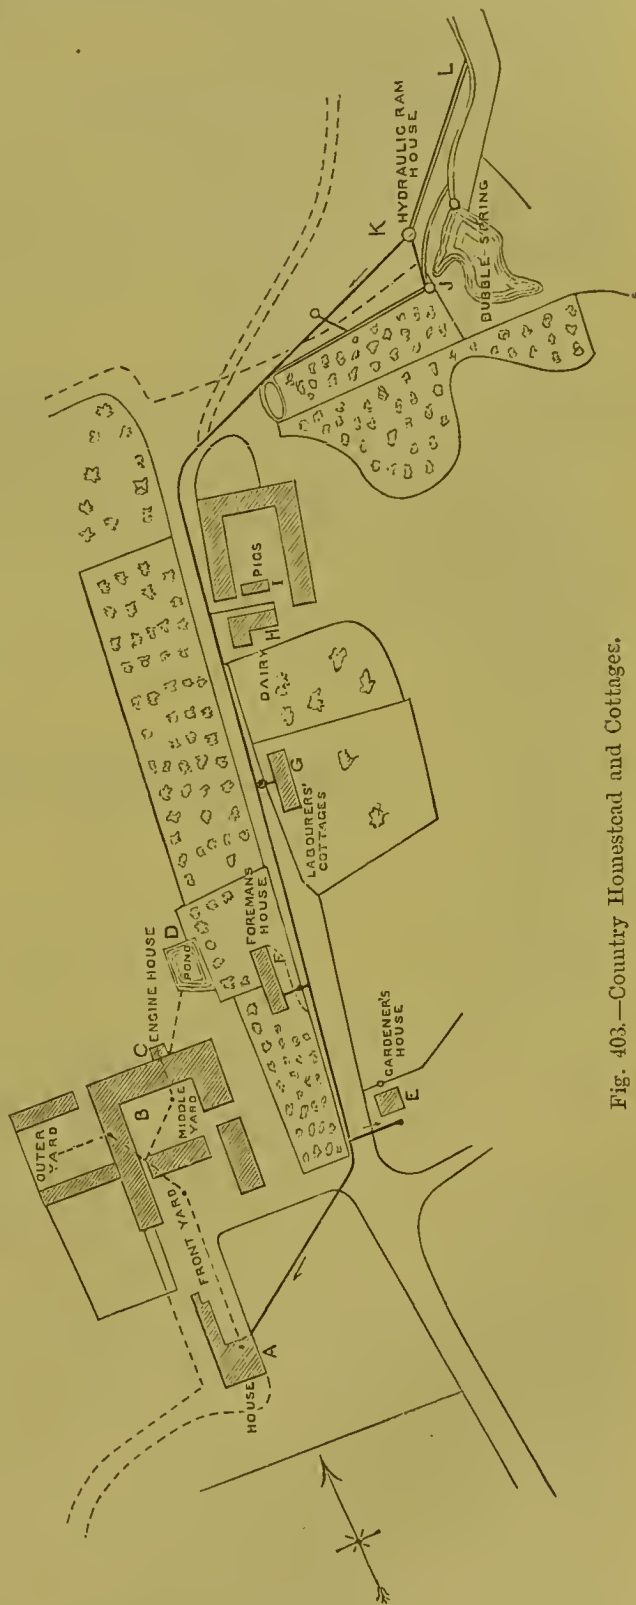 OUTER
YARD
B
MIDDLE
YARD
C
ENGINE HOUSE
D
POND
FRONT YARD
HOUSE
A
FOREMANS
HOUSE
F
GARDENER'S
HOUSE
E
G
LABOURERS'
COTTAGES
DAIRY
H
PIGS
I
K
HYDRAULIC RAM
HOUSE
J
L
BUBBLE-SPRING
Fig. 403.—Country Homestead and Cottages.